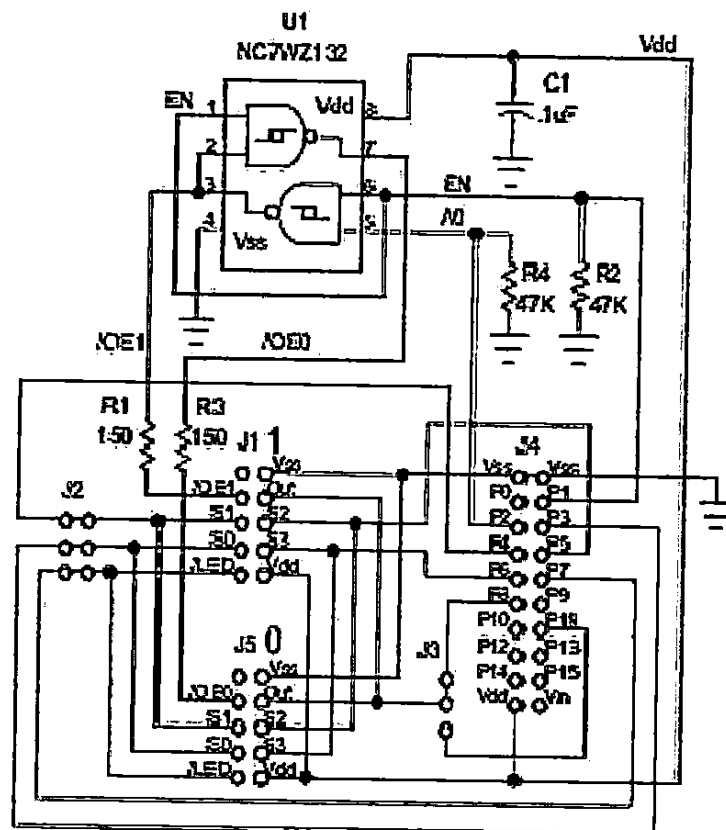 U1
NC7WZ132
Vdd
EN
1
Vdd
8
C1
.1uF
2
7
3
6
EN
4
Vss
5
A/0
R4
47K
R2
47K
/OE1
/OE0
R1
150
R3
150
J1
1
J4
Vss
Vss
Vss
J2
/OE1
Out
P0
P1
S1
S2
P2
P3
S0
S3
P4
P5
/LED
Vdd
P6
P7
P8
P9
J5
0
P10
P11
Vss
J3
P12
P13
/OE0
Out
P14
P15
S1
S2
Vdd
Vin
S0
S3
/LED
Vdd